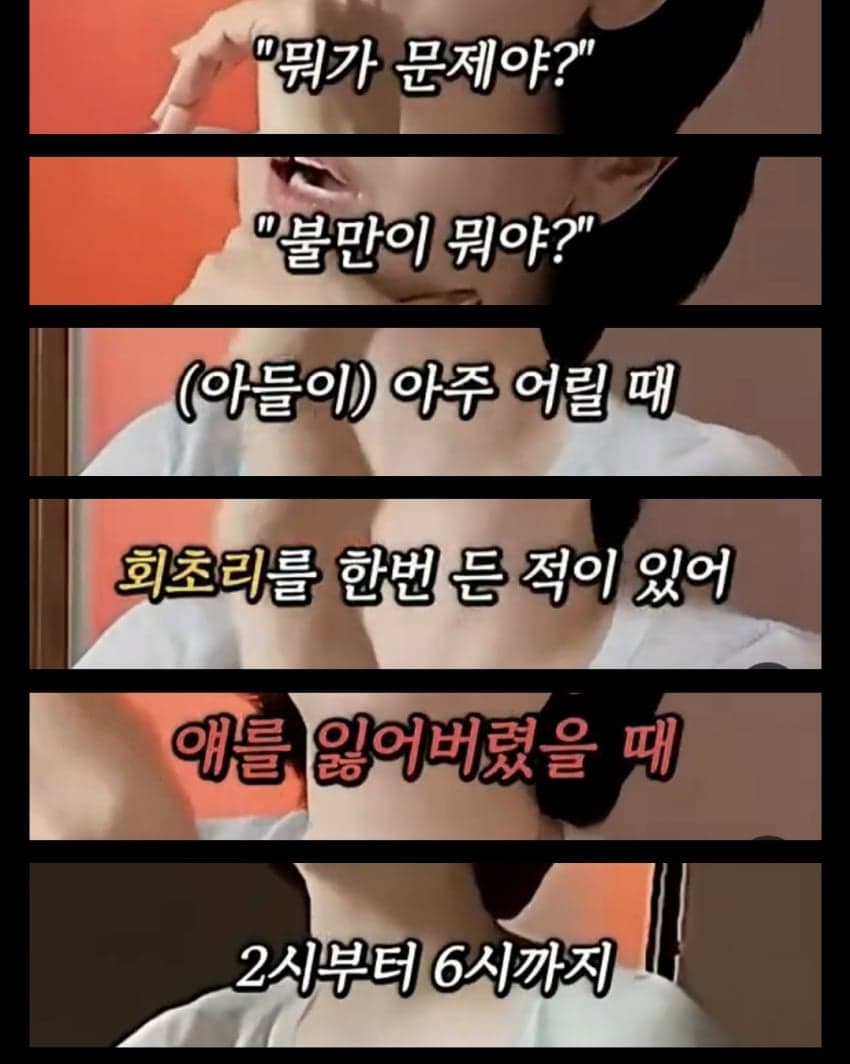 "뭐가 문제야?"
"불만이 뭐야?"
(아들이) 아주 어릴 때
회초리를 한번 든 적이 있어
얘를 잃어버렸을 때
2시부터 6시까지